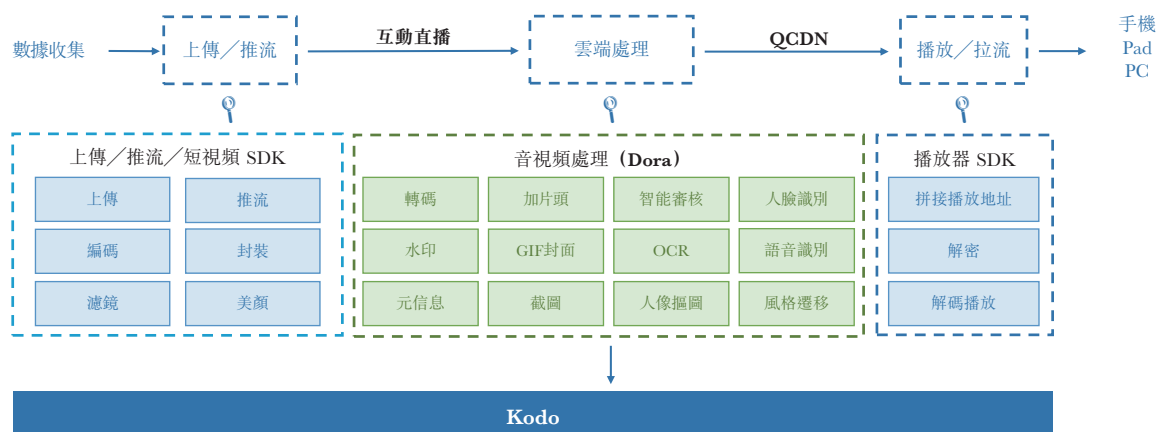 數據收集
上傳／推流
互動直播
雲端處理
QCDN
播放／拉流
手機
Pad
PC
上傳／推流／短視頻 SDK
上傳
推流
編碼
封裝
濾鏡
美顏
音視頻處理（Dora）
轉碼
加片頭
智能審核
人臉識別
水印
GIF封面
OCR
語音識別
元信息
截圖
人像摳圖
風格遷移
播放器 SDK
拼接播放地址
解密
解碼播放
Kodo